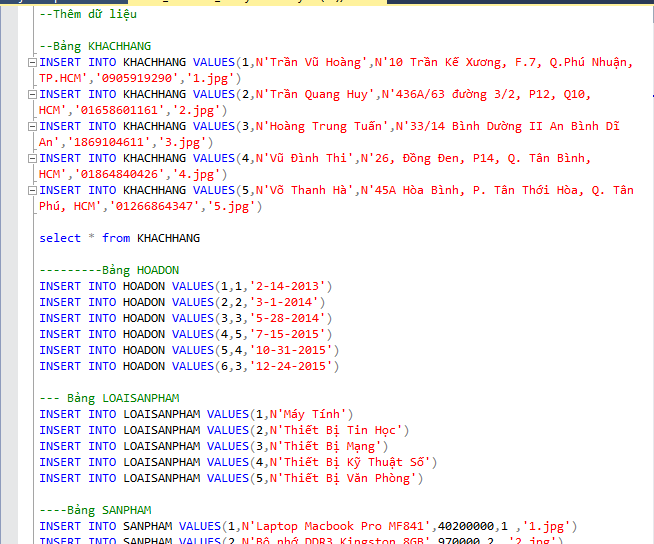 --Thêm dữ liệu
--Bảng KHACHHANG
INSERT INTO KHACHHANG VALUES(1,N'Trần Vũ Hoàng',N'10 Trần Kế Xương, F.7, Q.Phú Nhuận,
TP.HCM','0905919290','1.jpg')
INSERT INTO KHACHHANG VALUES(2,N'Trần Quang Huy',N'436A/63 đường 3/2, P12, Q10,
HCM','01658601161','2.jpg')
INSERT INTO KHACHHANG VALUES(3,N'Hoàng Trung Tuấn',N'33/14 Bình Dường II An Bình Dĩ
An','1869104611','3.jpg')
INSERT INTO KHACHHANG VALUES(4,N'Vũ Đình Thi',N'26, Đồng Đen, P14, Q. Tân Bình,
HCM','01864840426','4.jpg')
INSERT INTO KHACHHANG VALUES(5,N'Võ Thanh Hà',N'45A Hòa Bình, P. Tân Thới Hòa, Q. Tân
Phú, HCM','01266864347','5.jpg')
select * from KHACHHANG
---------Bảng HOADON
INSERT INTO HOADON VALUES(1,1,'2-14-2013')
INSERT INTO HOADON VALUES(2,2,'3-1-2014')
INSERT INTO HOADON VALUES(3,3,'5-28-2014')
INSERT INTO HOADON VALUES(4,5,'7-15-2015')
INSERT INTO HOADON VALUES(5,4,'10-31-2015')
INSERT INTO HOADON VALUES(6,3,'12-24-2015')
--- Bảng LOAISANPHAM
INSERT INTO LOAISANPHAM VALUES(1,N'Máy Tính')
INSERT INTO LOAISANPHAM VALUES(2,N'Thiết Bị Tin Học')
INSERT INTO LOAISANPHAM VALUES(3,N'Thiết Bị Mạng')
INSERT INTO LOAISANPHAM VALUES(4,N'Thiết Bị Kỹ Thuật Số')
INSERT INTO LOAISANPHAM VALUES(5,N'Thiết Bị Văn Phòng')
----Bảng SANPHAM
INSERT INTO SANPHAM VALUES(1,N'Laptop Macbook Pro MF841',40200000,1 ,'1.jpg')
INSERT INTO SANPHAM VALUES(2,N'Bộ nhớ DDR3 Kingston 8GB',970000,2 ,'2.jpg')